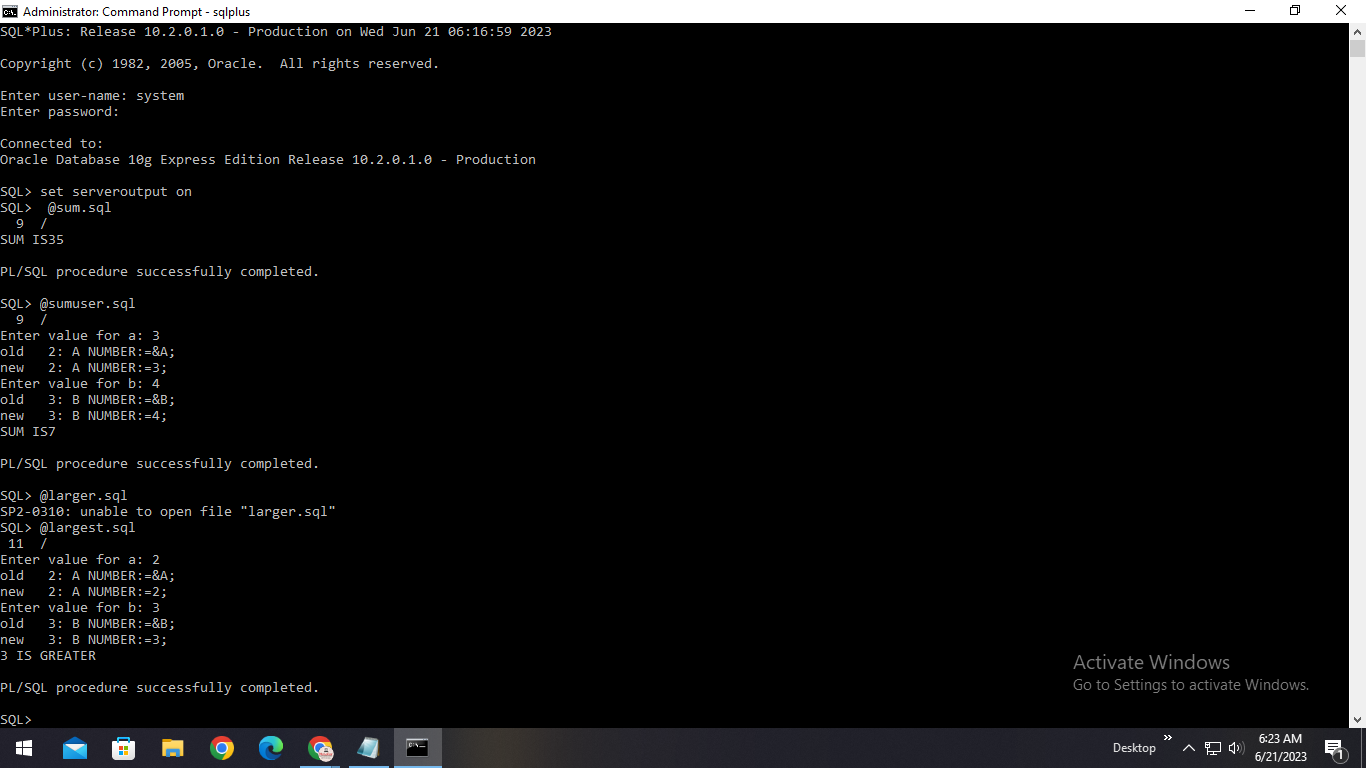 Administrator: Command Prompt - sqlplus
SQL*Plus: Release 10.2.0.1.0 - Production on Wed Jun 21 06:16:59 2023
Copyright (c) 1982, 2005, Oracle.  All rights reserved.
Enter user-name: system
Enter password:
Connected to:
Oracle Database 10g Express Edition Release 10.2.0.1.0 - Production
SQL> set serveroutput on
SQL>  @sum.sql
  9  /
SUM IS35
PL/SQL procedure successfully completed.
SQL> @sumuser.sql
  9  /
Enter value for a: 3
old   2: A NUMBER:=&A;
new   2: A NUMBER:=3;
Enter value for b: 4
old   3: B NUMBER:=&B;
new   3: B NUMBER:=4;
SUM IS7
PL/SQL procedure successfully completed.
SQL> @larger.sql
SP2-0310: unable to open file "larger.sql"
SQL> @largest.sql
 11  /
Enter value for a: 2
old   2: A NUMBER:=&A;
new   2: A NUMBER:=2;
Enter value for b: 3
old   3: B NUMBER:=&B;
new   3: B NUMBER:=3;
3 IS GREATER
PL/SQL procedure successfully completed.
SQL>
Activate Windows
Go to Settings to activate Windows.
Desktop
6:23 AM
6/21/2023
1